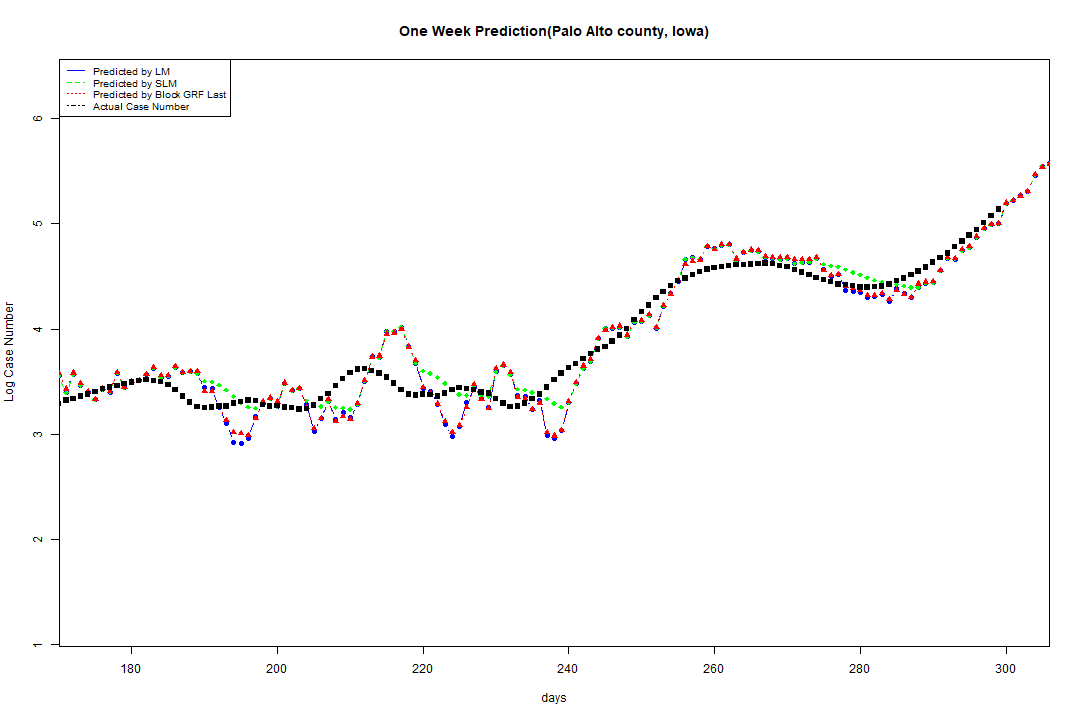 One Week Prediction(Palo Alto county, Iowa)
Predicted by LM
Predicted by SLM
Predicted by Block GRF Last
Actual Case Number
Log Case Number
6
5
4
3
2
1
180 200 220 240 260 280 300
days